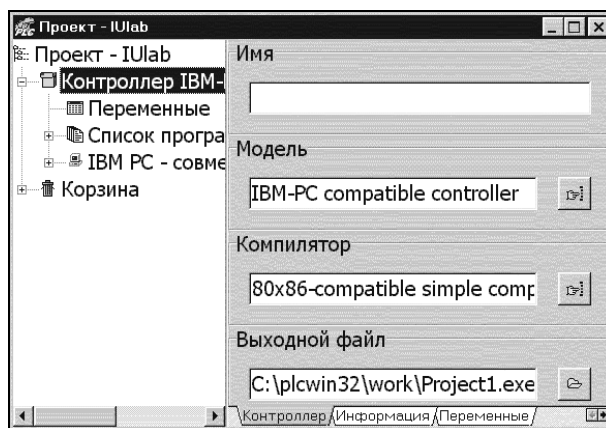 Проект - IUlab
Проект - IUlab
Контроллер IBM-
Переменные
Список програ
IBM PC - совме
Корзина
Имя
Модель
IBM-PC compatible controller
Компилятор
80x86-compatible simple comp
Выходной файл
C:\plcwin32\work\Project1.exe
Контроллер Информация Переменные